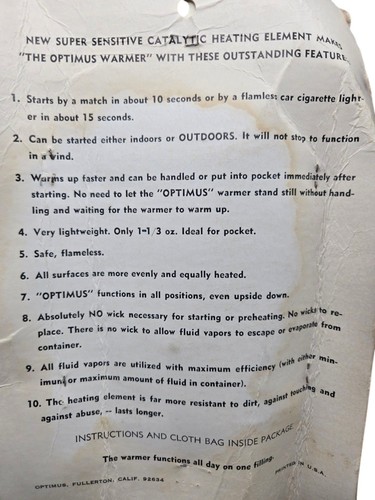 NEW SUPER SENSITIVE CATALYTIC HEATING ELEMENT MAKES
"THE OPTIMUS WARMER" WITH THESE OUTSTANDING FEATURE
1. Starts by a match in about 10 seconds or by a flameless car cigarette light-
er in about 15 seconds.
2. Can be started either indoors or OUTDOORS. It will not stop to function
in a wind.
3. Warms up faster and can be handled or put into pocket immediately after
starting. No need to let the "OPTIMUS" warmer stand still without hand-
ling and waiting for the warmer to warm up.
4. Very lightweight. Only 1-1/3 oz. Ideal for pocket.
5. Safe, flameless.
6. All surfaces are more evenly and equally heated.
7. "OPTIMUS" functions in all positions, even upside down.
8. Absolutely NO wick necessary for starting or preheating. No wicks to re-
place. There is no wick to allow fluid vapors to escape or evaporate from
container.
9. All fluid vapors are utilized with maximum efficiency (with either min-
imum or maximum amount of fluid in container).
10. The heating element is far more resistant to dirt, against touching and
against abuse, -- lasts longer.
INSTRUCTIONS AND CLOTH BAG INSIDE PACKAGE
The warmer functions all day on one filling.
OPTIMUS, FULLERTON, CALIF. 92634
PRINTED IN U.S.A.